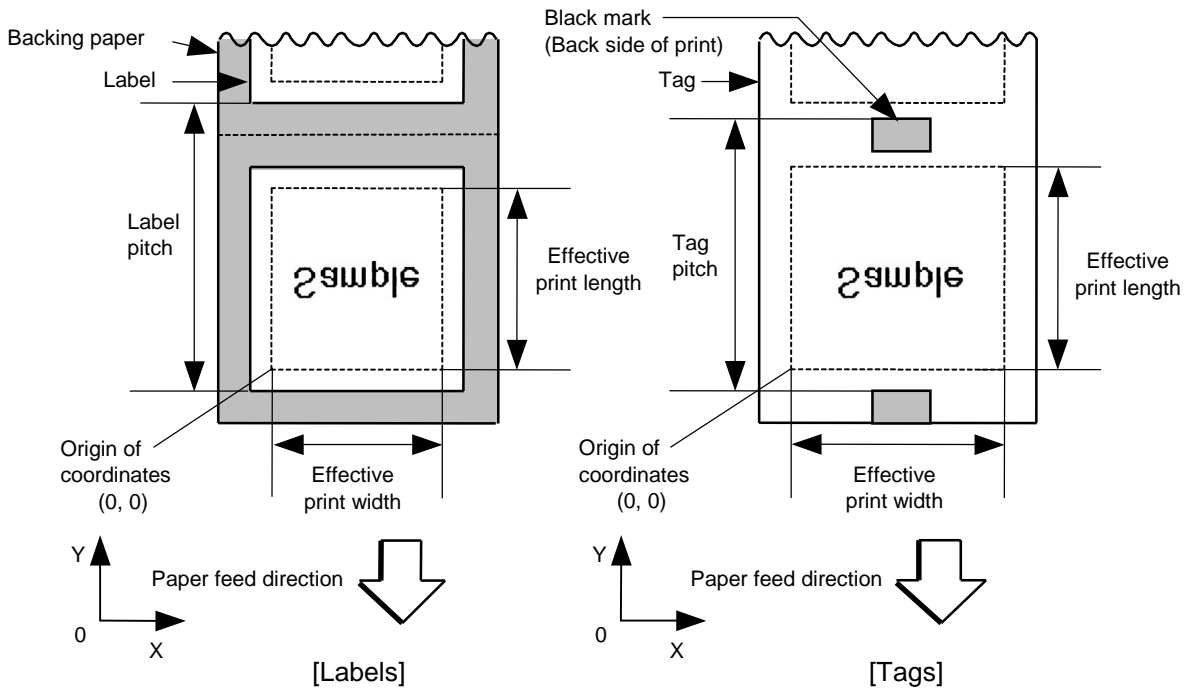 Backing paper
Label
Label
pitch
Sample
Effective
print length
Origin of
coordinates
(0, 0)
Effective
print width
Y
0
X
Paper feed direction
[Labels]
Black mark
(Back side of print)
Tag
Tag
pitch
Sample
Effective
print length
Origin of
coordinates
(0, 0)
Effective
print width
Y
0
X
Paper feed direction
[Tags]